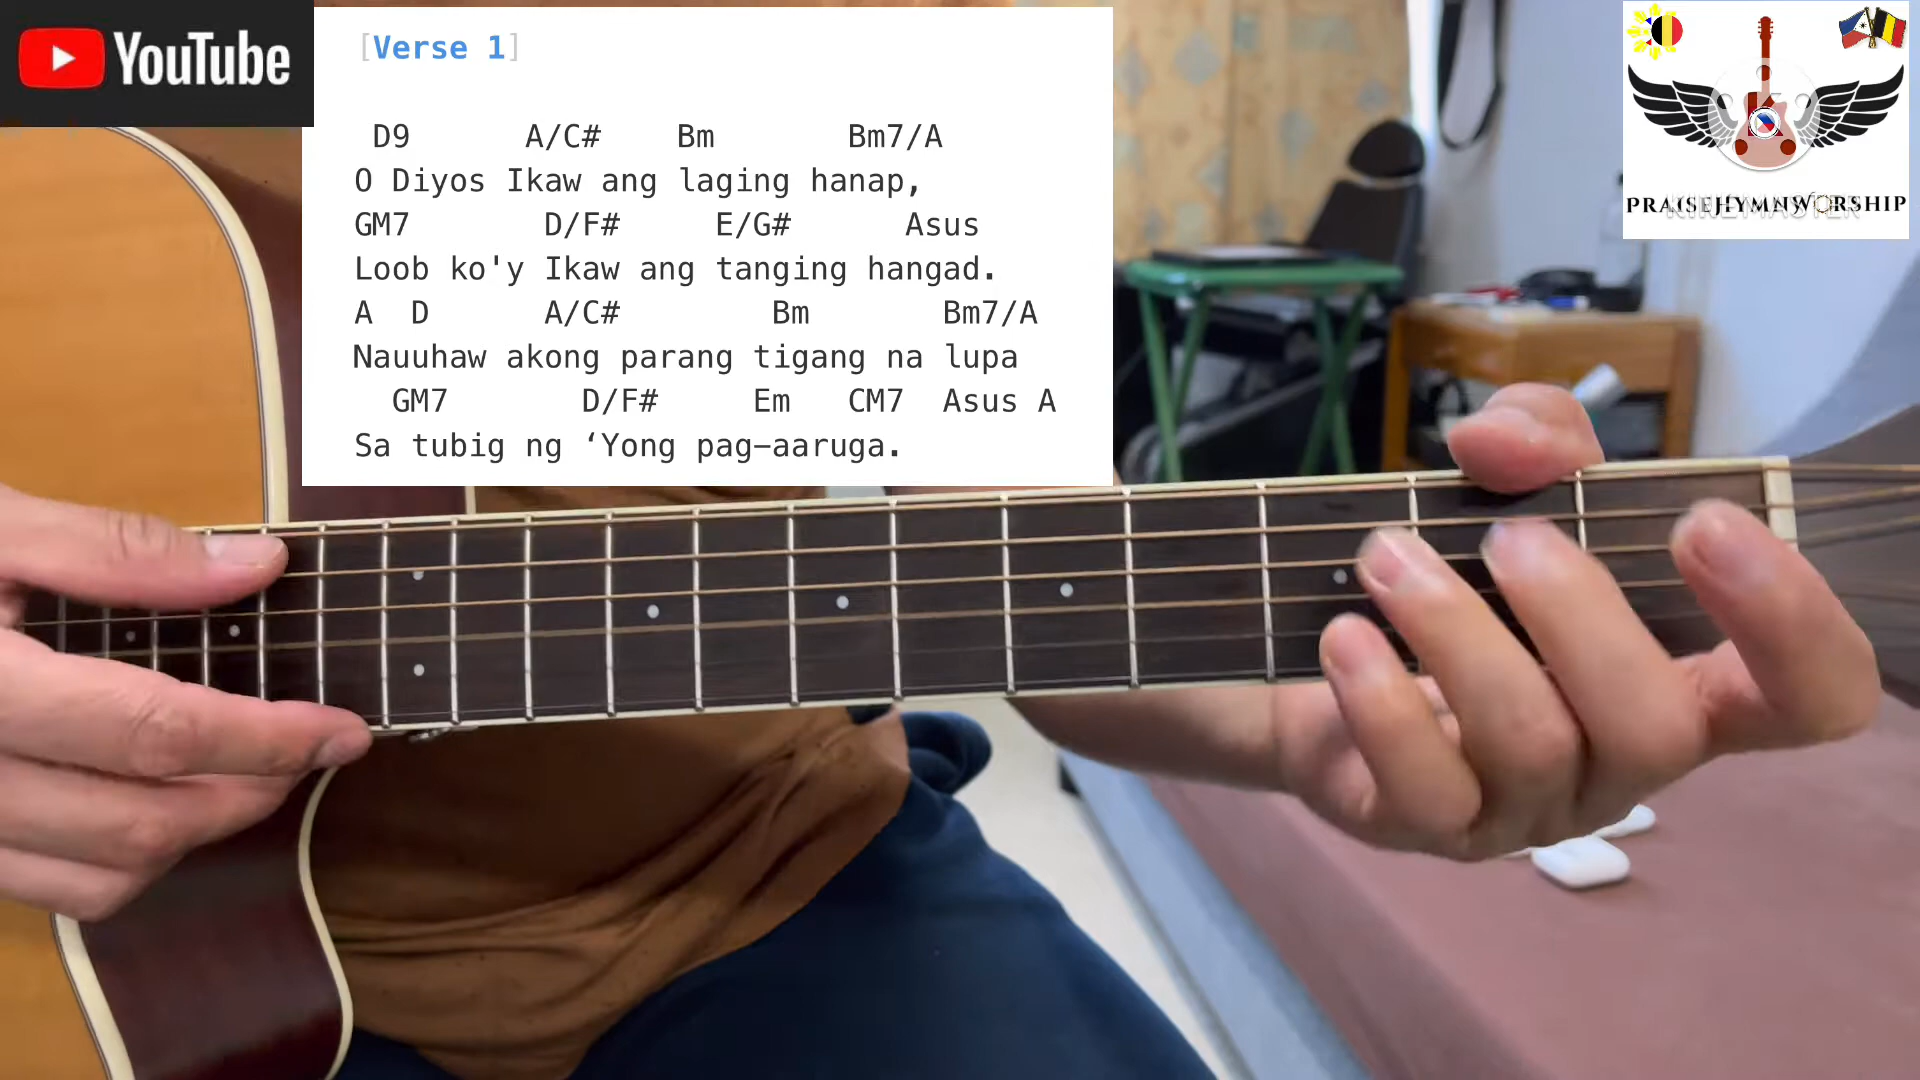 YouTube
[Verse 1]
D9 A/C# Bm Bm7/A
O Diyos Ikaw ang laging hanap,
GM7 D/F# E/G# Asus
Loob ko'y Ikaw ang tanging hangad.
A D A/C# Bm Bm7/A
Nauuhaw akong parang tigang na lupa
GM7 D/F# Em CM7 Asus A
Sa tubig ng ‘Yong pag–aaruga.
PRAISEHYMNWORSHIP
KINEMASTER